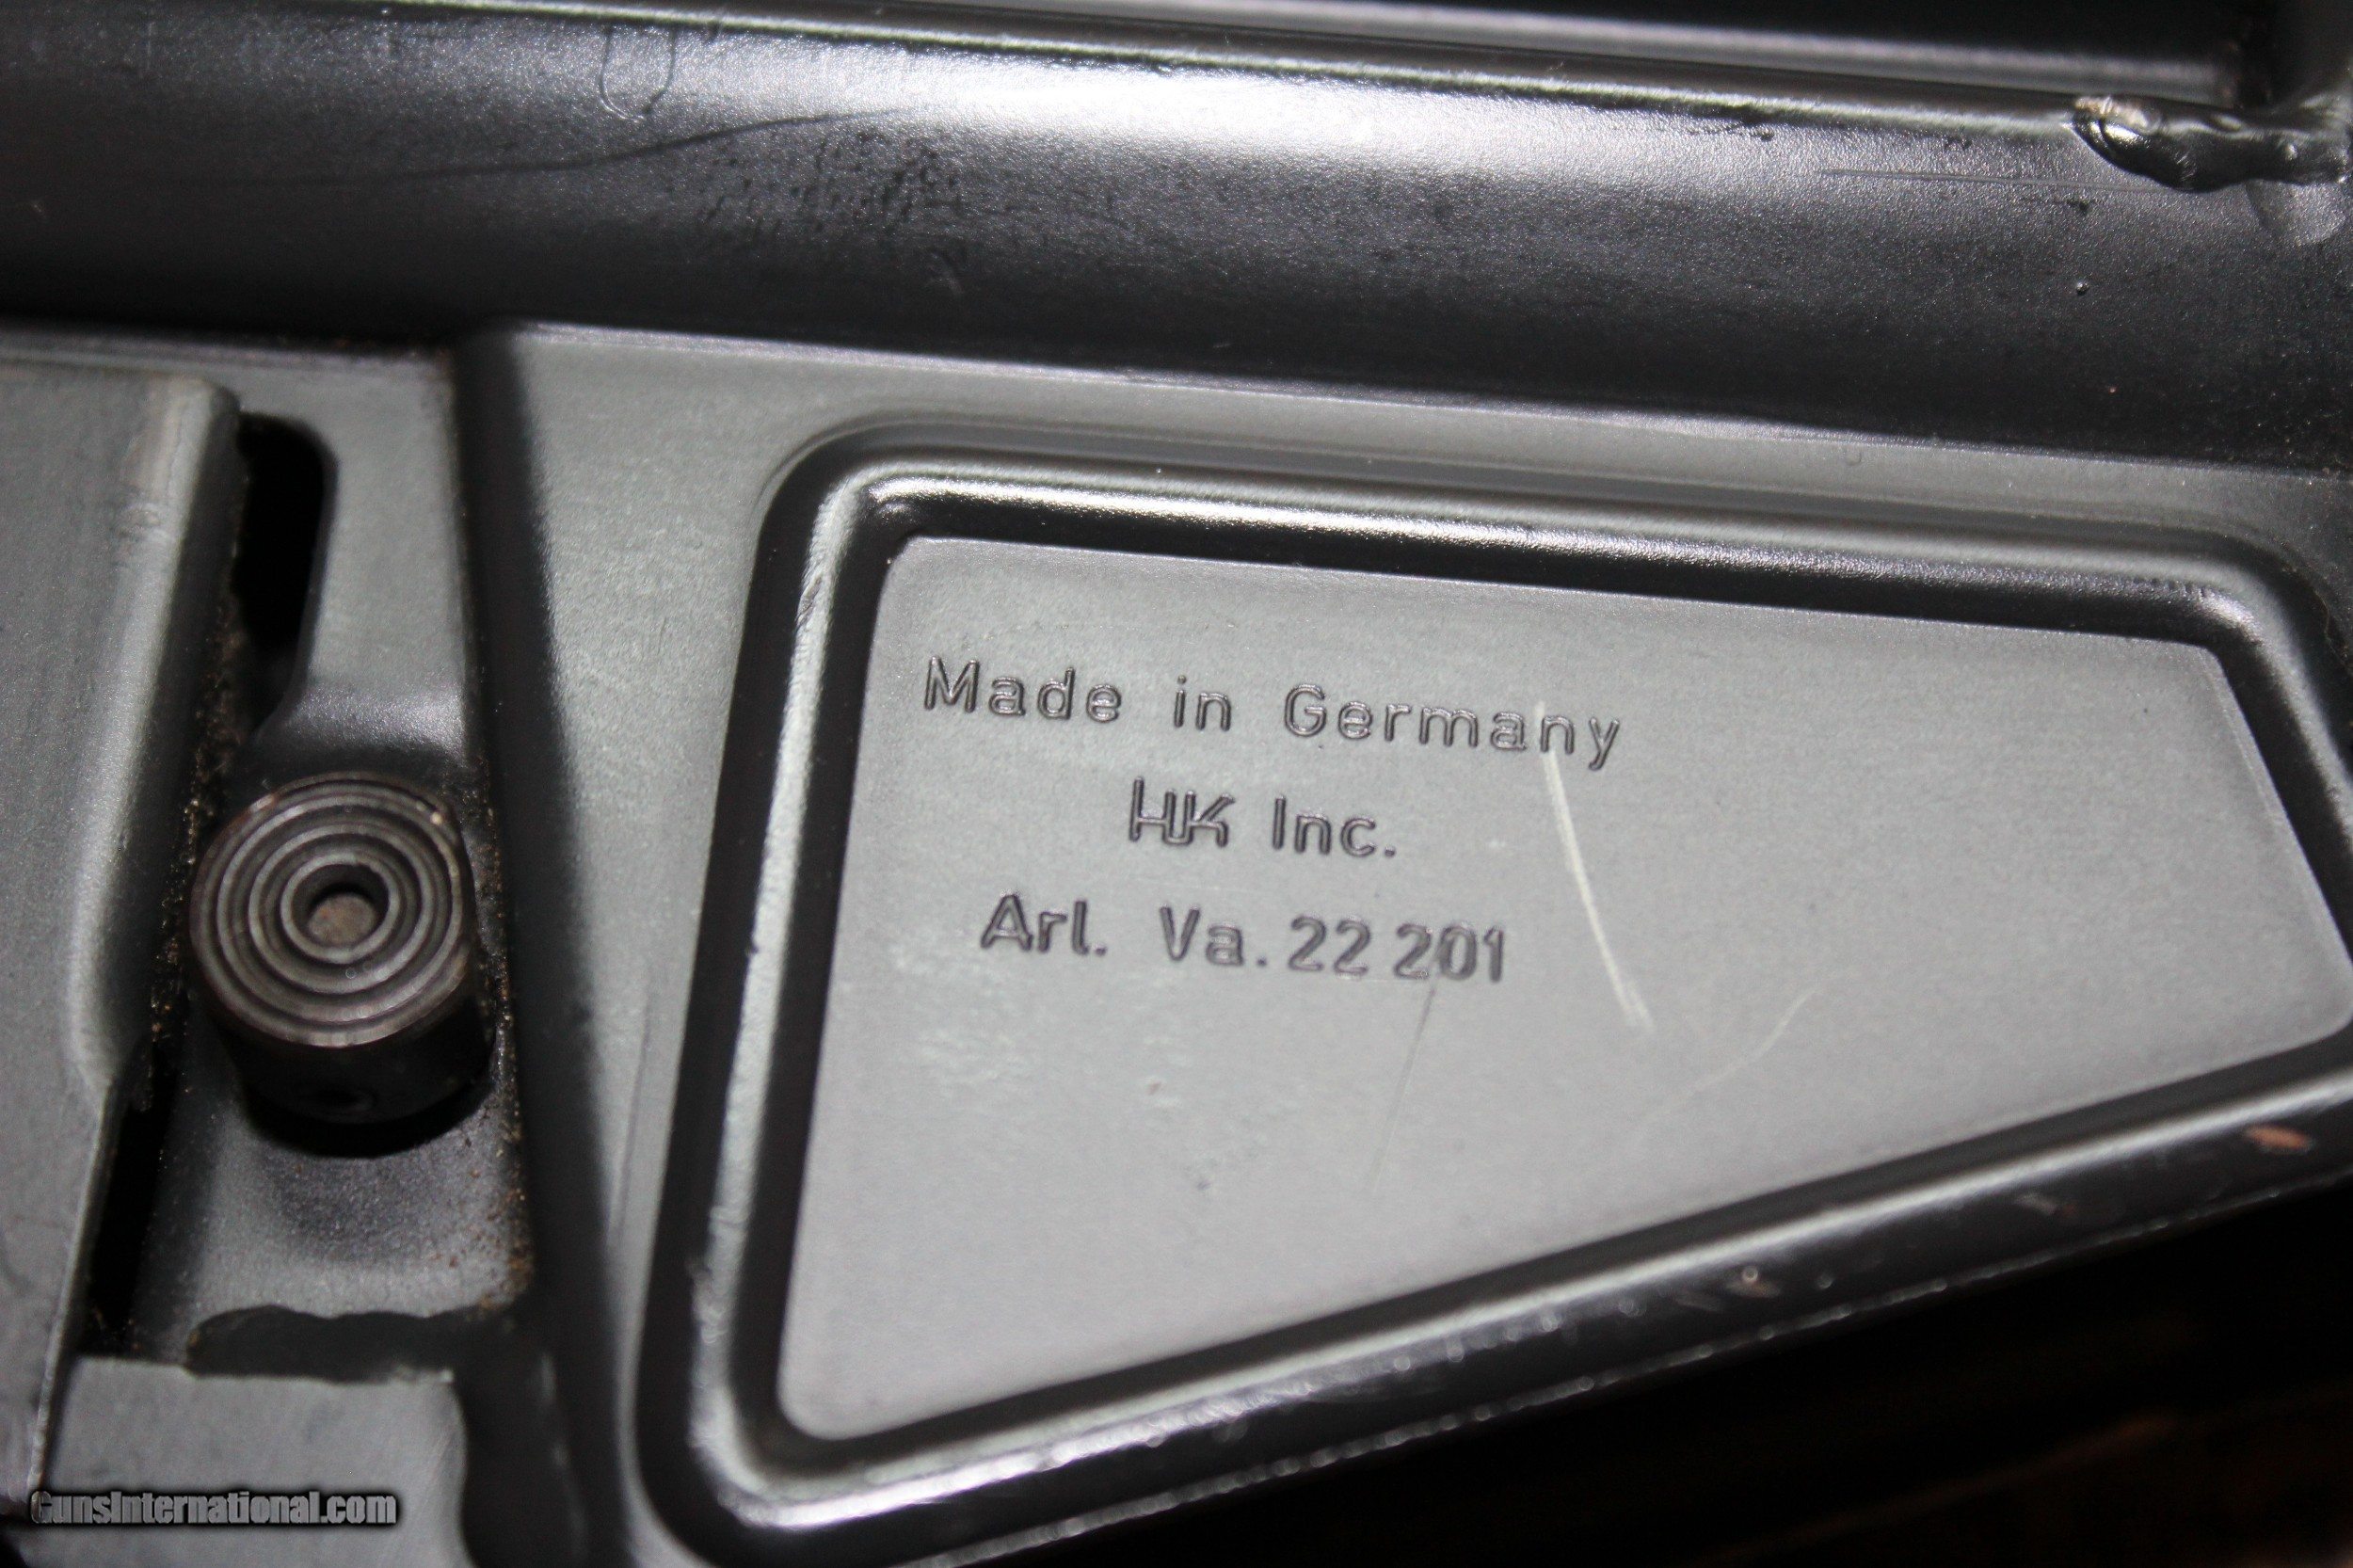 Made in Germany
HK Inc.
Arl. Va. 22 201
GunsInternational.com